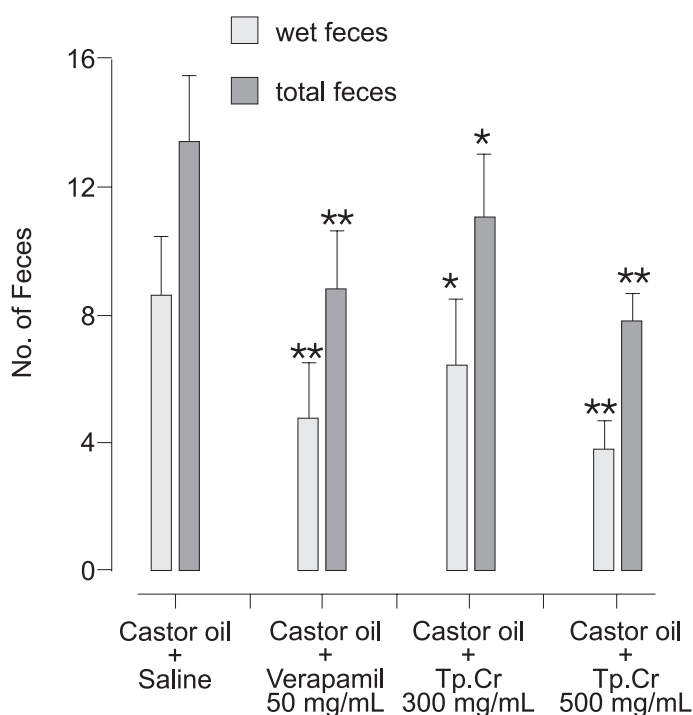 wet feces
total feces
16
12
8
4
0
No. of Feces
**
**
*
*
**
**
Castor oil
+
Saline
Castor oil
+
Verapamil
50 mg/mL
Castor oil
+
Tp.Cr
300 mg/mL
Castor oil
+
Tp.Cr
500 mg/mL